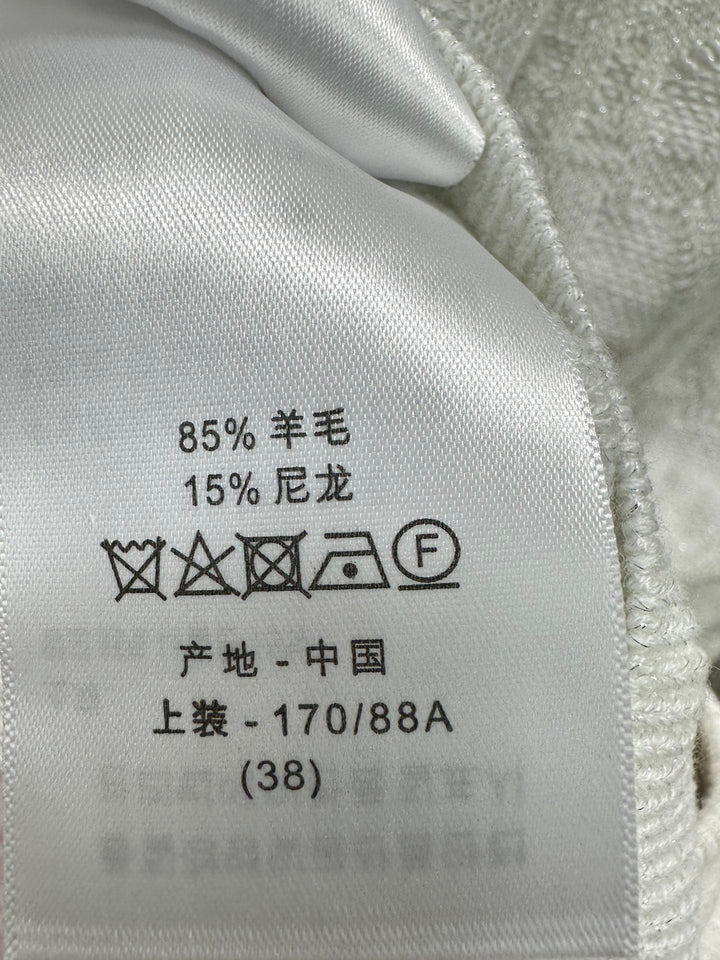 85% 羊毛
15% 尼龙
F
产地 - 中国
上装 - 170/88A
(38)